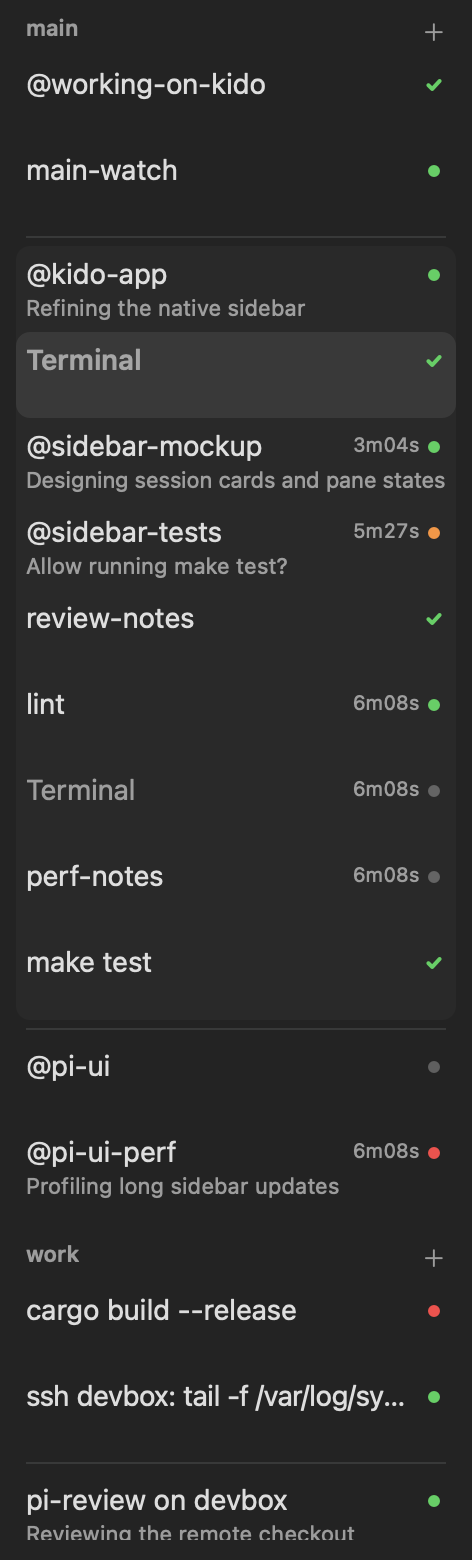 main
@working-on-kido
main-watch
@kido-app
Refining the native sidebar
Terminal
@sidebar-mockup 3m04s
Designing session cards and pane states
@sidebar-tests 5m27s
Allow running make test?
review-notes
lint 6m08s
Terminal 6m08s
perf-notes 6m08s
make test
@pi-ui
@pi-ui-perf 6m08s
Profiling long sidebar updates
work
cargo build --release
ssh devbox: tail -f /var/log/sy...
pi-review on devbox
Reviewing the remote checkout